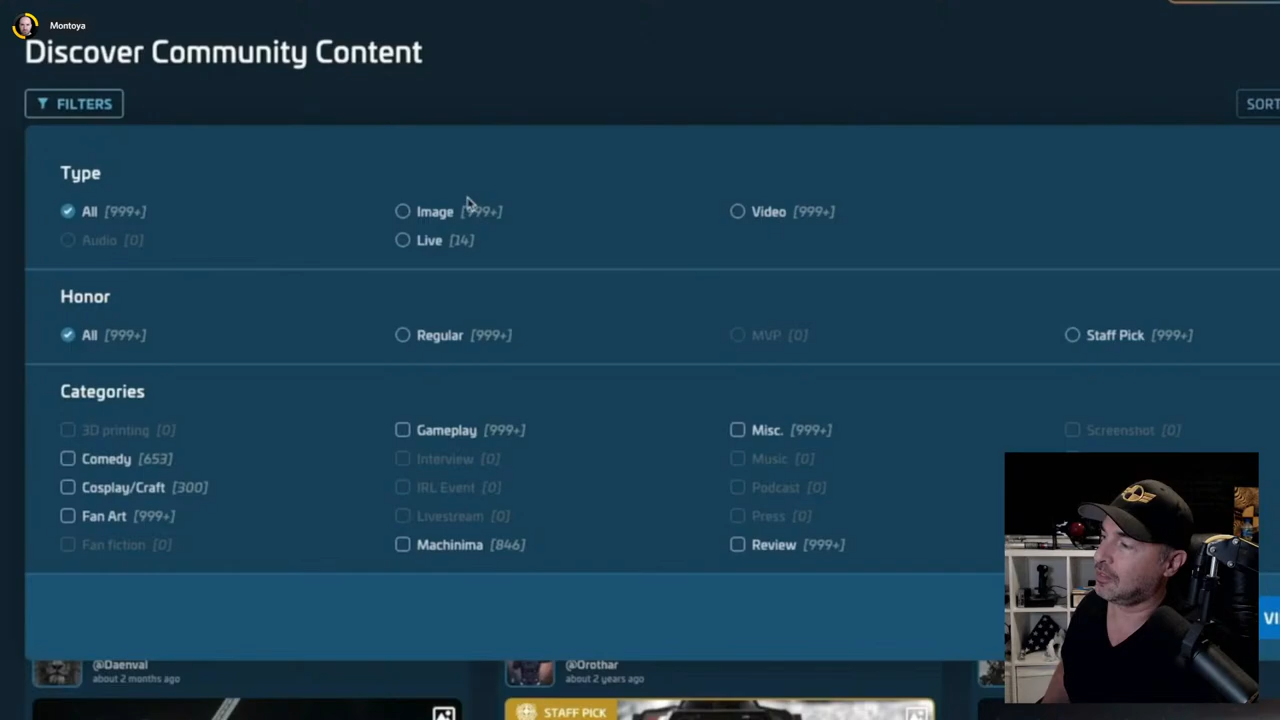 Montoya
Discover Community Content
FILTERS
SORT
Type
All [999+]
Image [999+]
Video [999+]
Audio [0]
Live [14]
Honor
All [999+]
Regular [999+]
MVP [0]
Staff Pick [999+]
Categories
3D printing [0]
Gameplay [999+]
Misc. [999+]
Screenshot [0]
Comedy [653]
Interview [0]
Music [0]
Cosplay/Craft [300]
IRL Event [0]
Podcast [0]
Fan Art [999+]
Livestream [0]
Press [0]
Fan fiction [0]
Machinima [846]
Review [999+]
VI
@Daenval
about 2 months ago
@Orothar
about 2 years ago
STAFF PICK